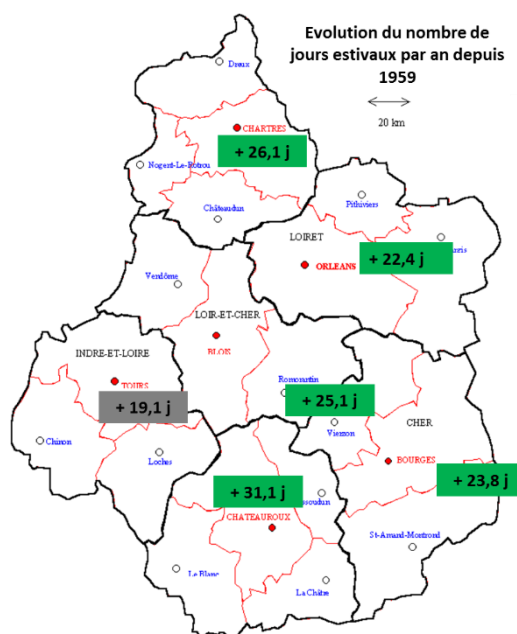 Evolution du nombre de
jours estivaux par an depuis
1959
20 km
Dreux
CHARTRES
+ 26,1 j
Nogent-Le-Rotrou
Châteaudun
Pithiviers
LOIRET
ORLEANS
+ 22,4 j
Vendôme
LOIR-ET-CHER
BLOIS
INDRE-ET-LOIRE
TOURS
+ 19,1 j
Romorantin
+ 25,1 j
CHER
Vierzon
Chinon
Loches
BOURGES
+ 23,8 j
+ 31,1 j
CHATEAUROUX
St-Amand-Montrond
Le Blanc
La Châtre